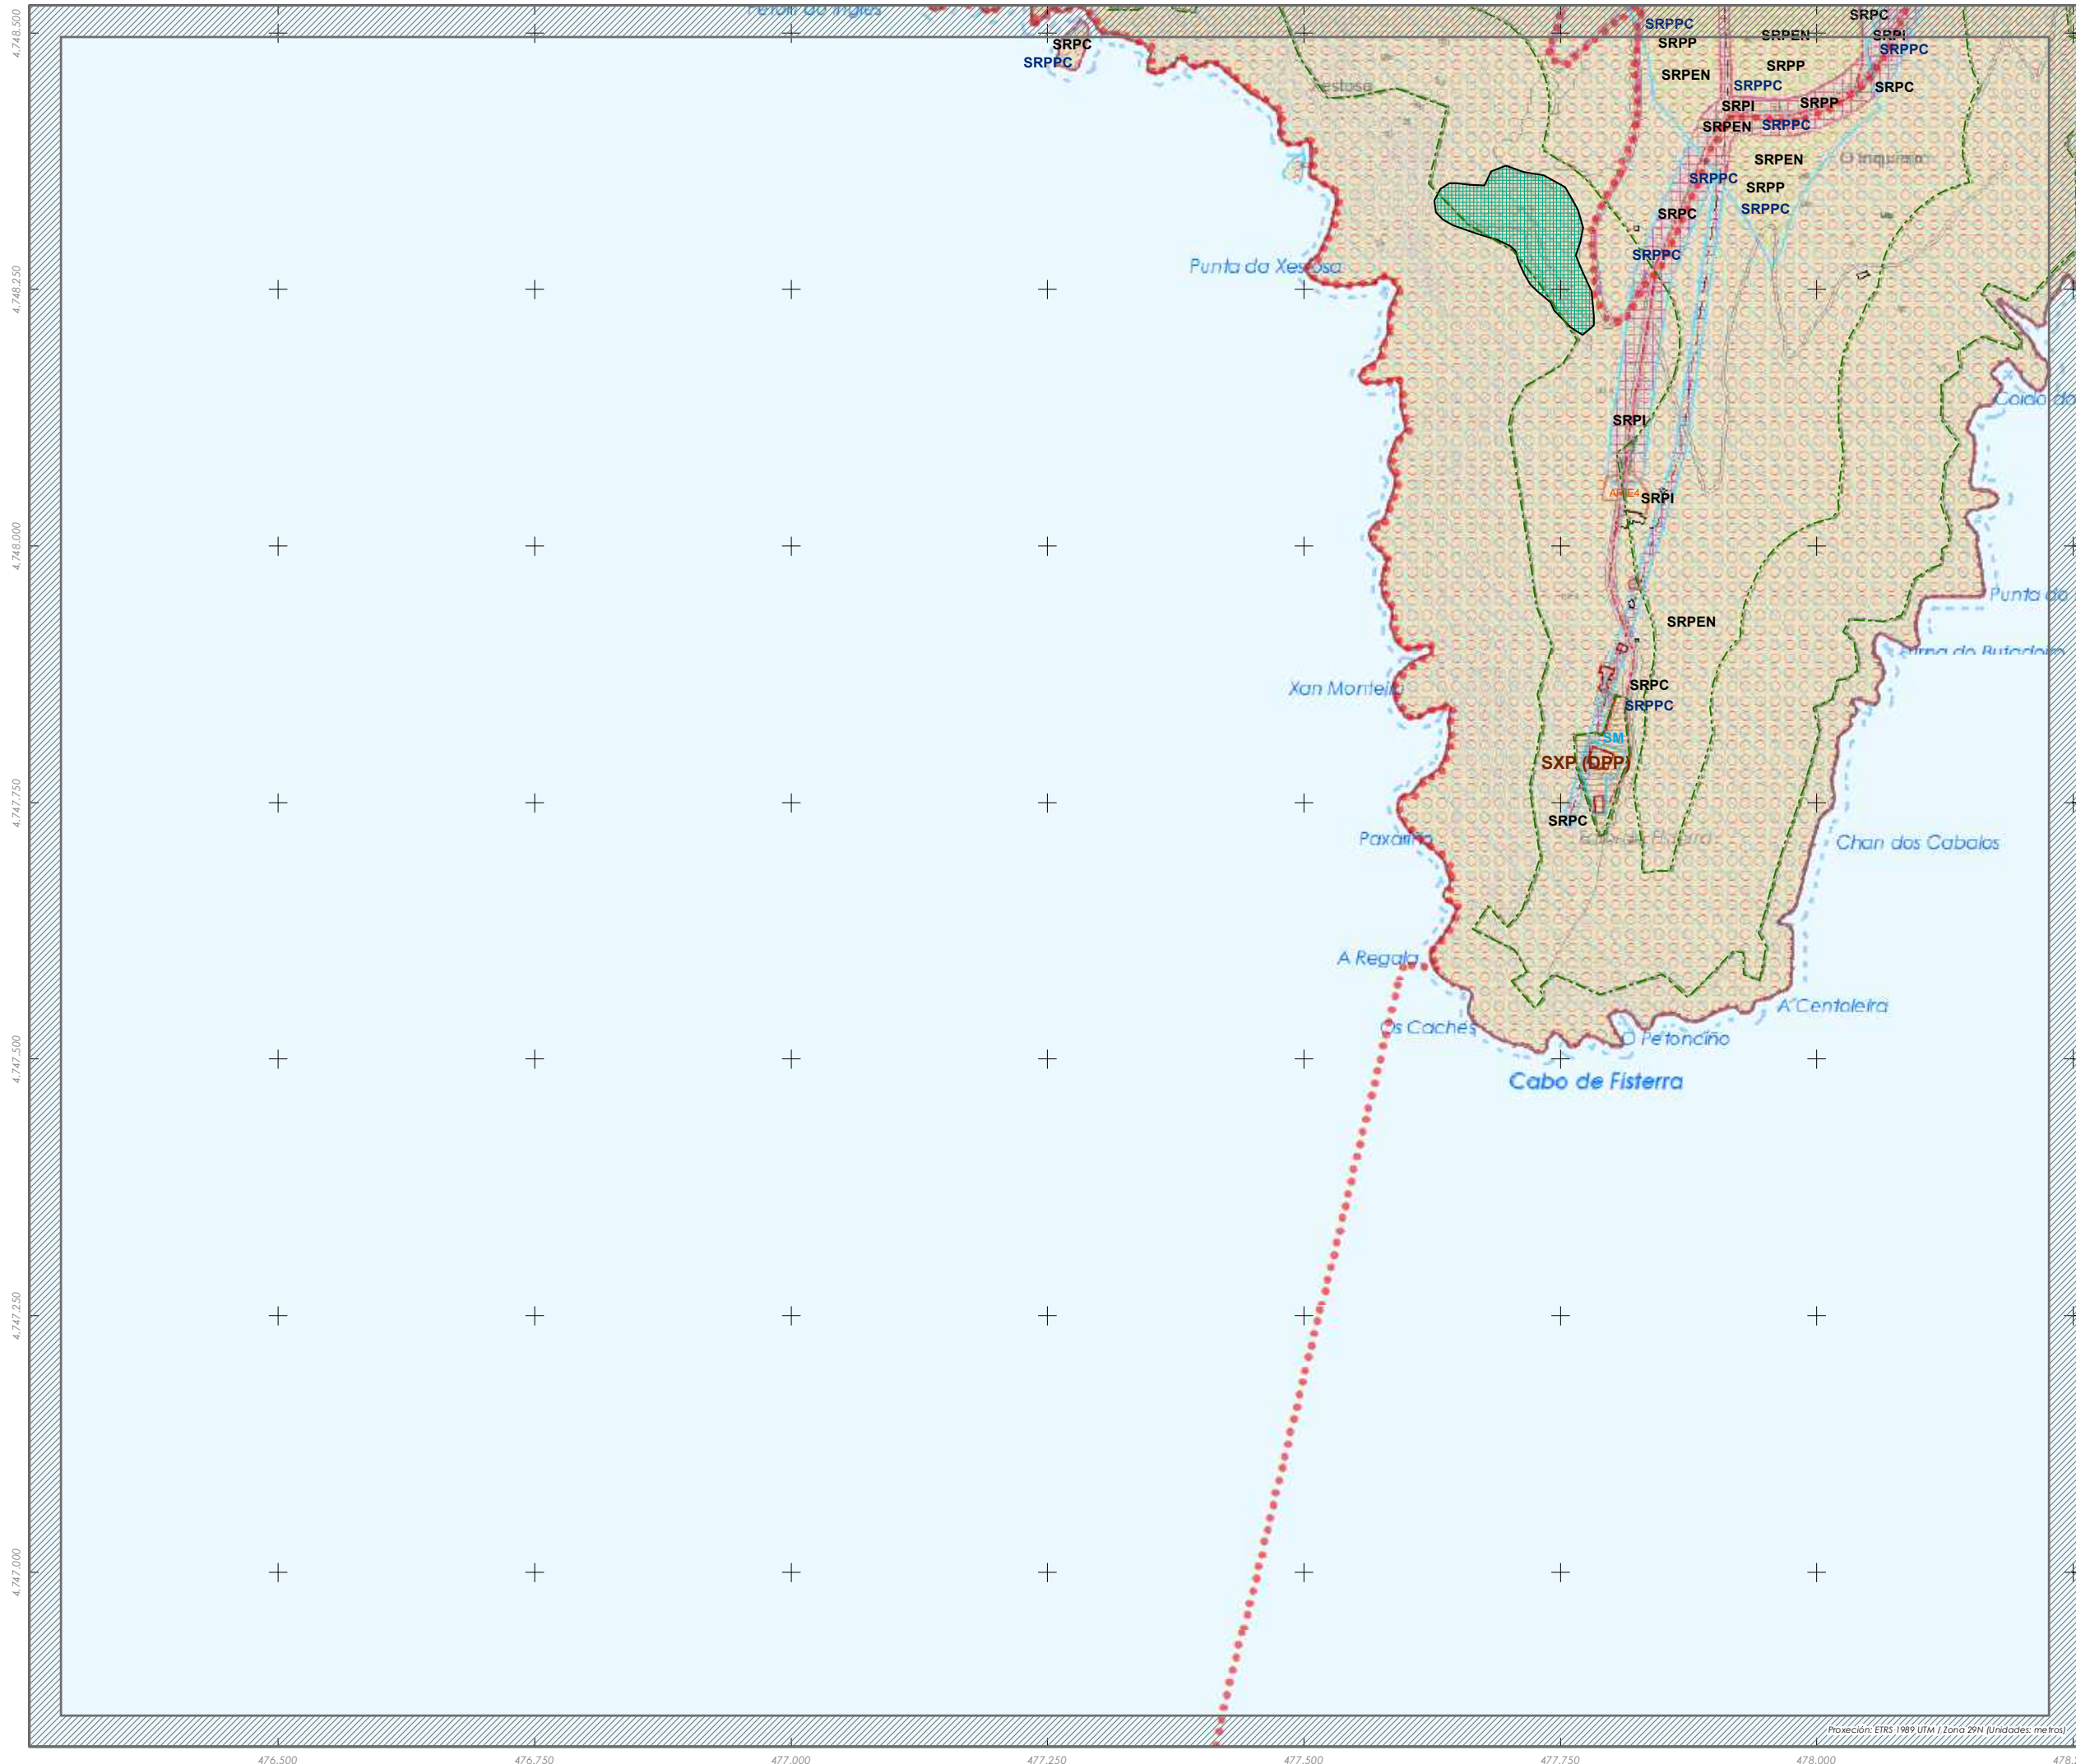 4.748.500
SRPC
SRPPC
SRPPC
SRPP
SRPEN
SRPEN
SRPP
SRPPC
SRPC
SRPI
SRPPC
SRPC
SRPP
SRPI
SRPEN
SRPPC
SRPEN
SRPPC
SRPP
SRPPC
SRPC
SRPPC
4.748.250
Punta da Xestosa
SRPI
SRPI
4.748.000
SRPEN
Xan Monteiro
SRPC
SRPPC
SM
SXP (DPP)
4.747.750
SRPC
Paxariño
Chan dos Cabalos
A Regala
A Centoleira
Os Caches
O Petonciño
4.747.500
Cabo de Fisterra
4.747.250
4.747.000
Proxección: ETRS 1989 UTM / Zona 29N (Unidades: metros)
476.500
476.750
477.000
477.250
477.500
477.750
478.000